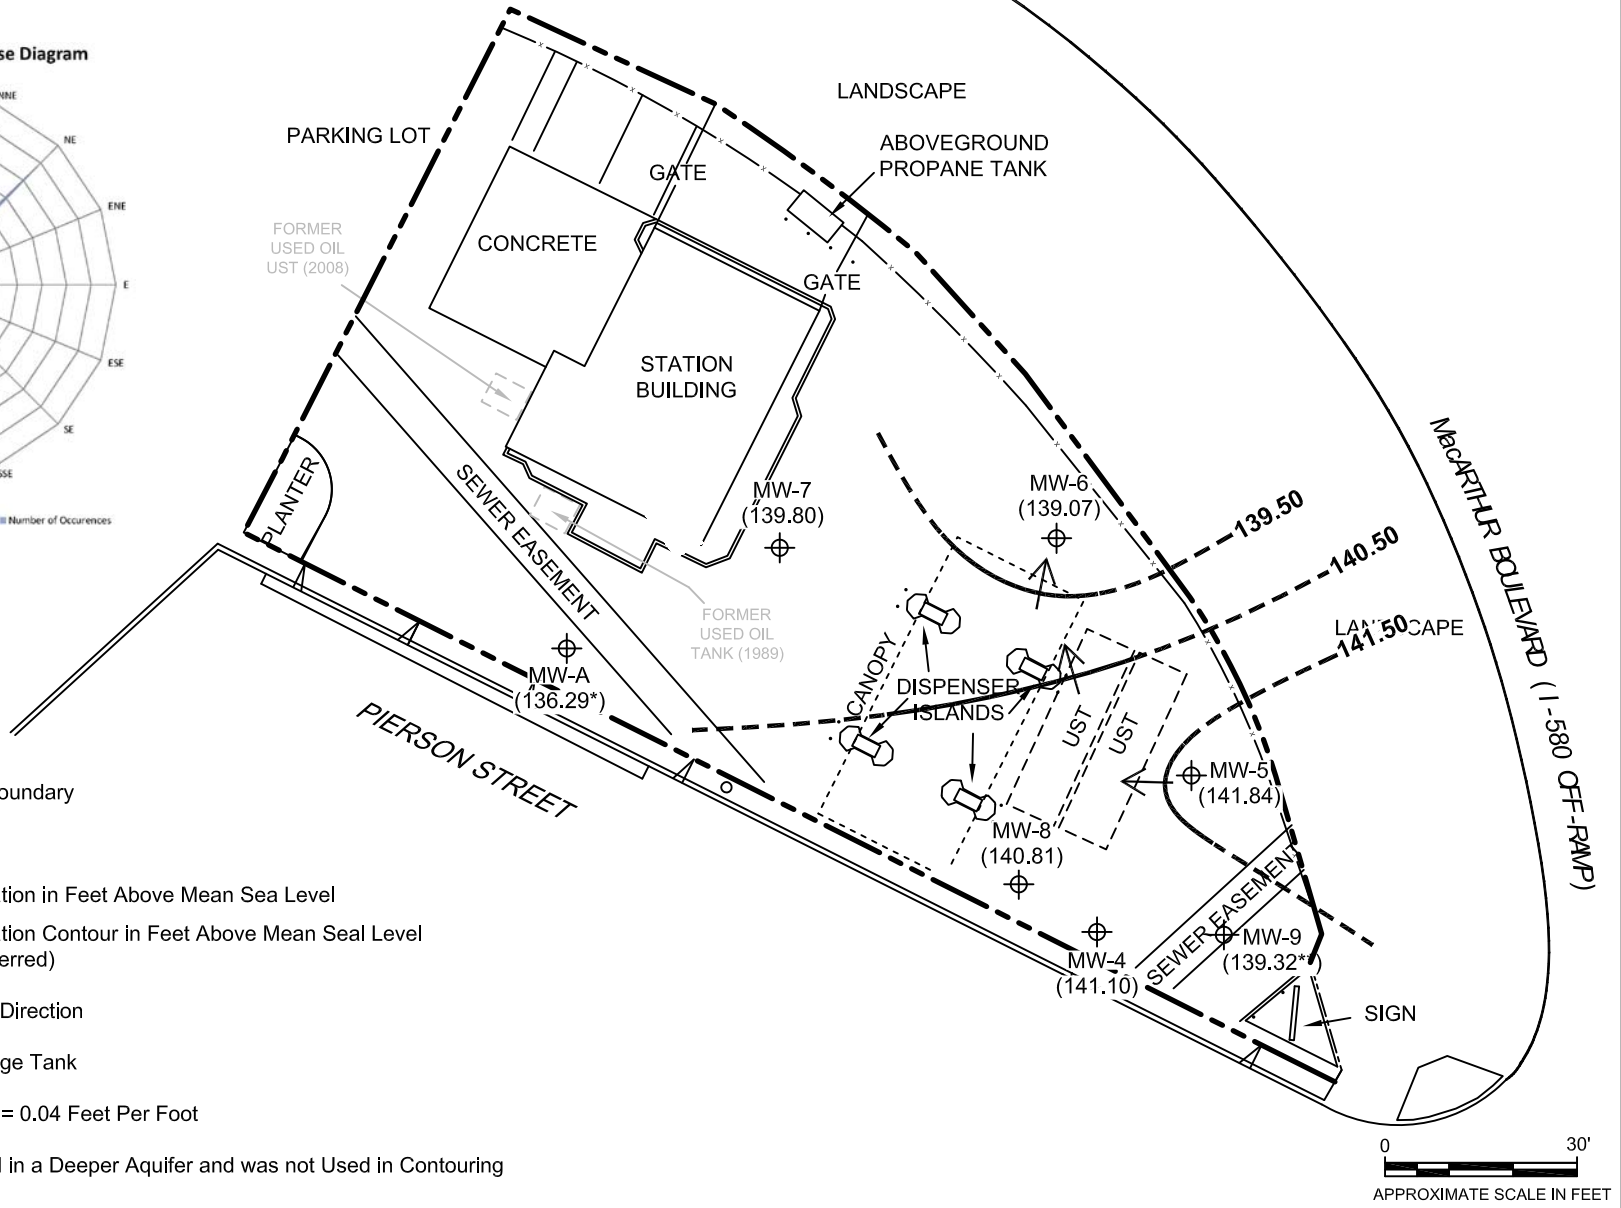 se Diagram
NNE
NE
ENE
E
ESE
SE
SSE
Number of Occurences
LANDSCAPE
PARKING LOT
ABOVEGROUND
PROPANE TANK
GATE
FORMER
USED OIL
UST (2008)
CONCRETE
GATE
STATION
BUILDING
MacARTHUR BOULEVARD ( I-580 OFF-RAMP)
PLANTER
SEWER EASEMENT
MW-7
(139.80)
MW-6
(139.07)
139.50
140.50
141.50
LANDSCAPE
FORMER
USED OIL
TANK (1989)
MW-A
(136.29*)
CANOPY
DISPENSER
ISLANDS
UST
UST
PIERSON STREET
MW-5
(141.84)
MW-8
(140.81)
SEWER EASEMENT
MW-4
(141.10)
MW-9
(139.32*)
SIGN
oundary
tion in Feet Above Mean Sea Level
tion Contour in Feet Above Mean Seal Level
erred)
Direction
ge Tank
= 0.04 Feet Per Foot
in a Deeper Aquifer and was not Used in Contouring
0 30'
APPROXIMATE SCALE IN FEET